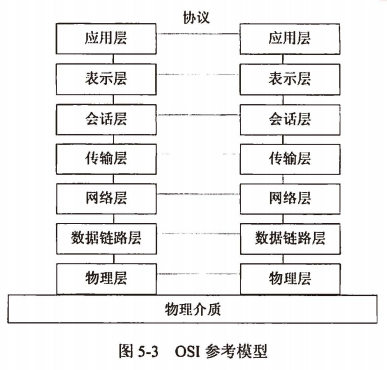 协议
应用层 应用层
表示层 表示层
会话层 会话层
传输层 传输层
网络层 网络层
数据链路层 数据链路层
物理层 物理层
物理介质
图 5-3 OSI 参考模型